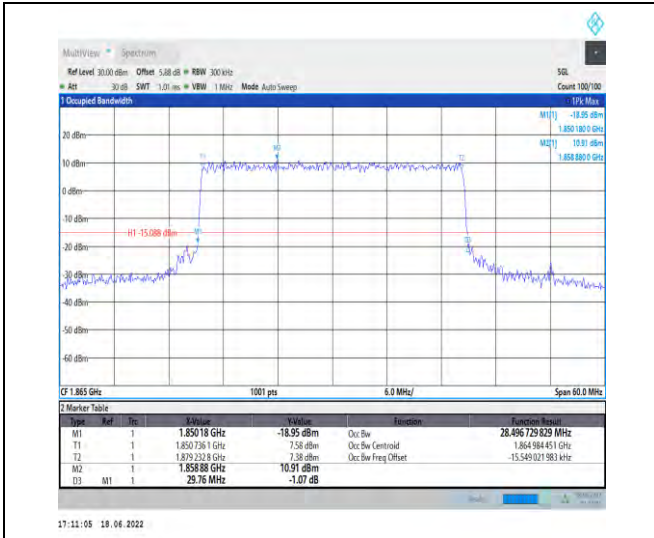 MultiView Spectrum
Ref Level 30.00 dBm Offset 5.88 dB RBW 300 kHz SGL
Att 30 dB SWT 1.01 ms VBW 1 MHz Mode Auto Sweep Count 100/100
1 Occupied Bandwidth 1Pk Max
M1[1] -18.95 dBm
1.850 180 0 GHz
M2[1] 10.91 dBm
1.858 880 0 GHz
20 dBm
T1 M2 T2
10 dBm
0 dBm
-10 dBm
H1 -15.088 dBm M1
-20 dBm
-30 dBm
-40 dBm
-50 dBm
-60 dBm
CF 1.865 GHz 1001 pts 6.0 MHz/ Span 60.0 MHz
2 Marker Table
Type Ref Trc X-Value Y-Value Function Function Result
M1 1 1.85018 GHz -18.95 dBm Occ Bw 28.496 729 829 MHz
T1 1 1.850 736 1 GHz 7.58 dBm Occ Bw Centroid 1.864 984 451 GHz
T2 1 1.879 232 8 GHz 7.38 dBm Occ Bw Freq Offset -15.549 021 983 kHz
M2 1 1.858 88 GHz 10.91 dBm
D3 M1 1 29.76 MHz -1.07 dB
17:11:05 18.06.2022